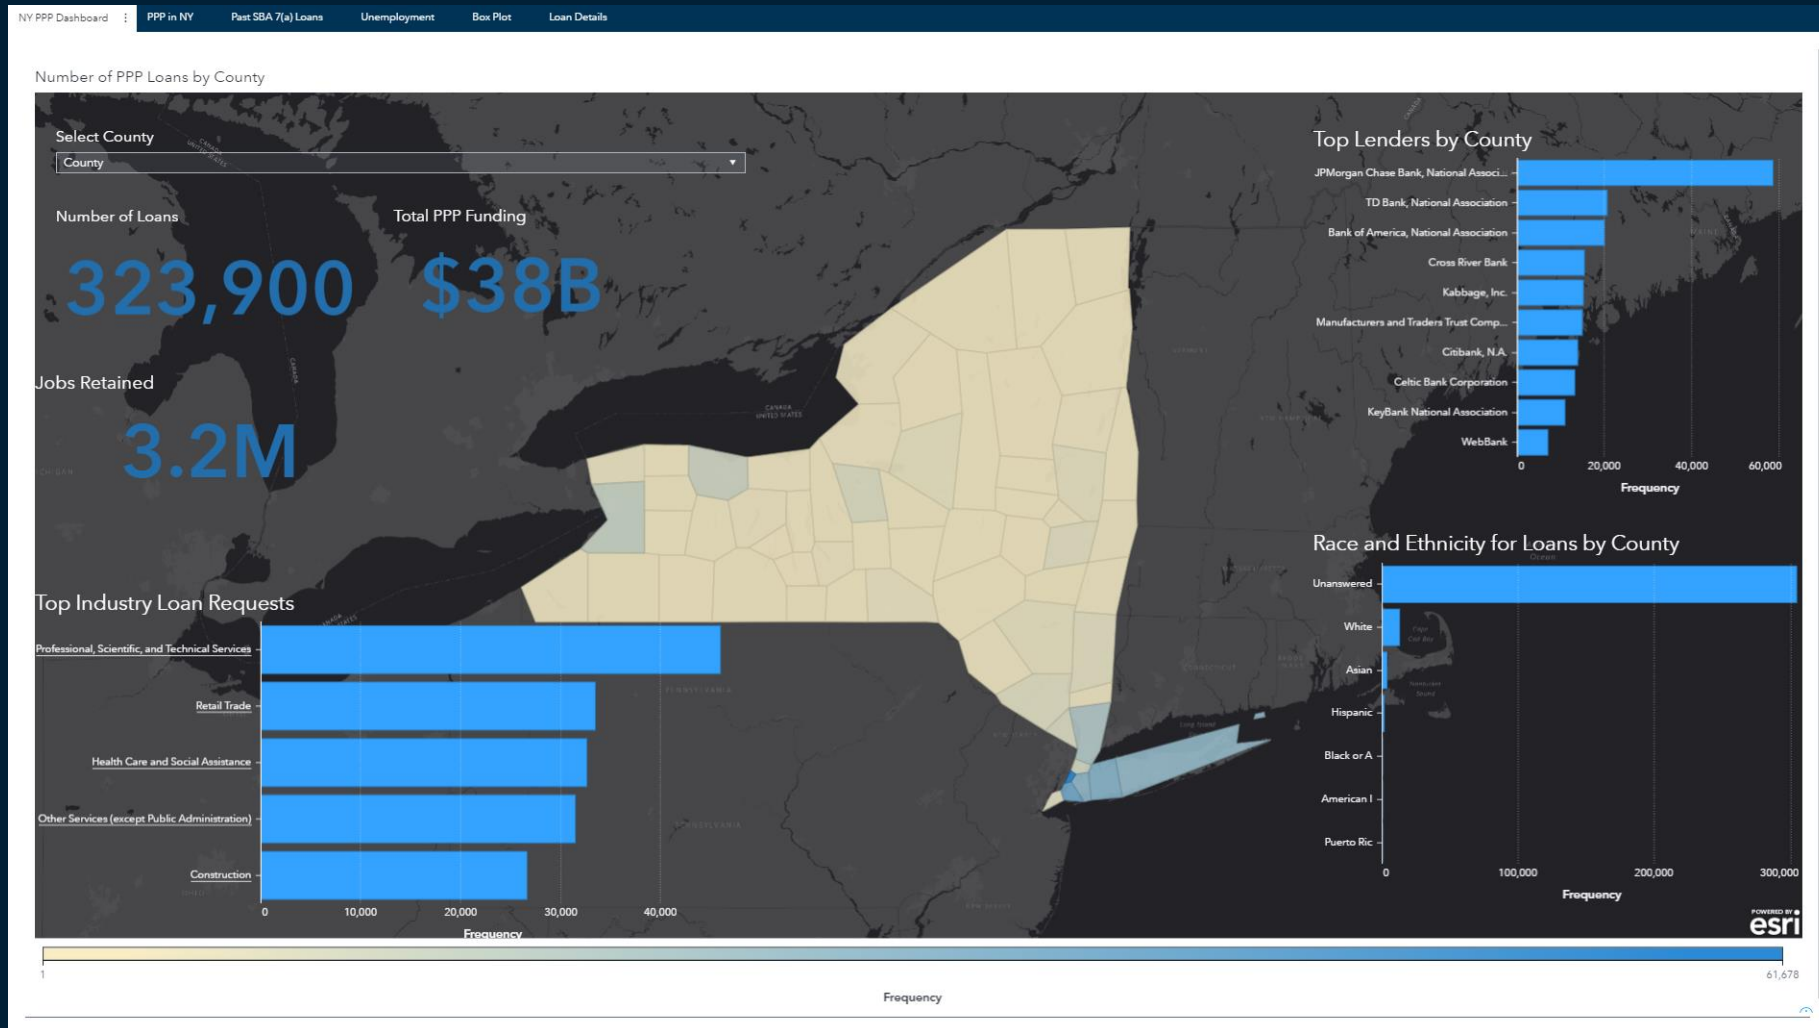 NY PPP Dashboard
PPP in NY
Past SBA 7(a) Loans
Unemployment
Box Plot
Loan Details
Number of PPP Loans by County
Select County
County
Number of Loans
323,900
Total PPP Funding
$38B
Jobs Retained
3.2M
Top Industry Loan Requests
Professional, Scientific, and Technical Services
Retail Trade
Health Care and Social Assistance
Other Services (except Public Administration)
Construction
0
10,000
20,000
30,000
40,000
Frequency
CANADA
UNITED STATES
Top Lenders by County
JPMorgan Chase Bank, National Associ...
TD Bank, National Association
Bank of America, National Association
Cross River Bank
Kabbage, Inc.
Manufacturers and Traders Trust Comp...
Citibank, N.A.
Celtic Bank Corporation
KeyBank National Association
WebBank
0
20,000
40,000
60,000
Frequency
Race and Ethnicity for Loans by County
Unanswered
White
Asian
Hispanic
Black or A
American I
Puerto Ric
0
100,000
200,000
300,000
Frequency
PENNSYLVANIA
POWERED BY
esri
1
61,678
Frequency